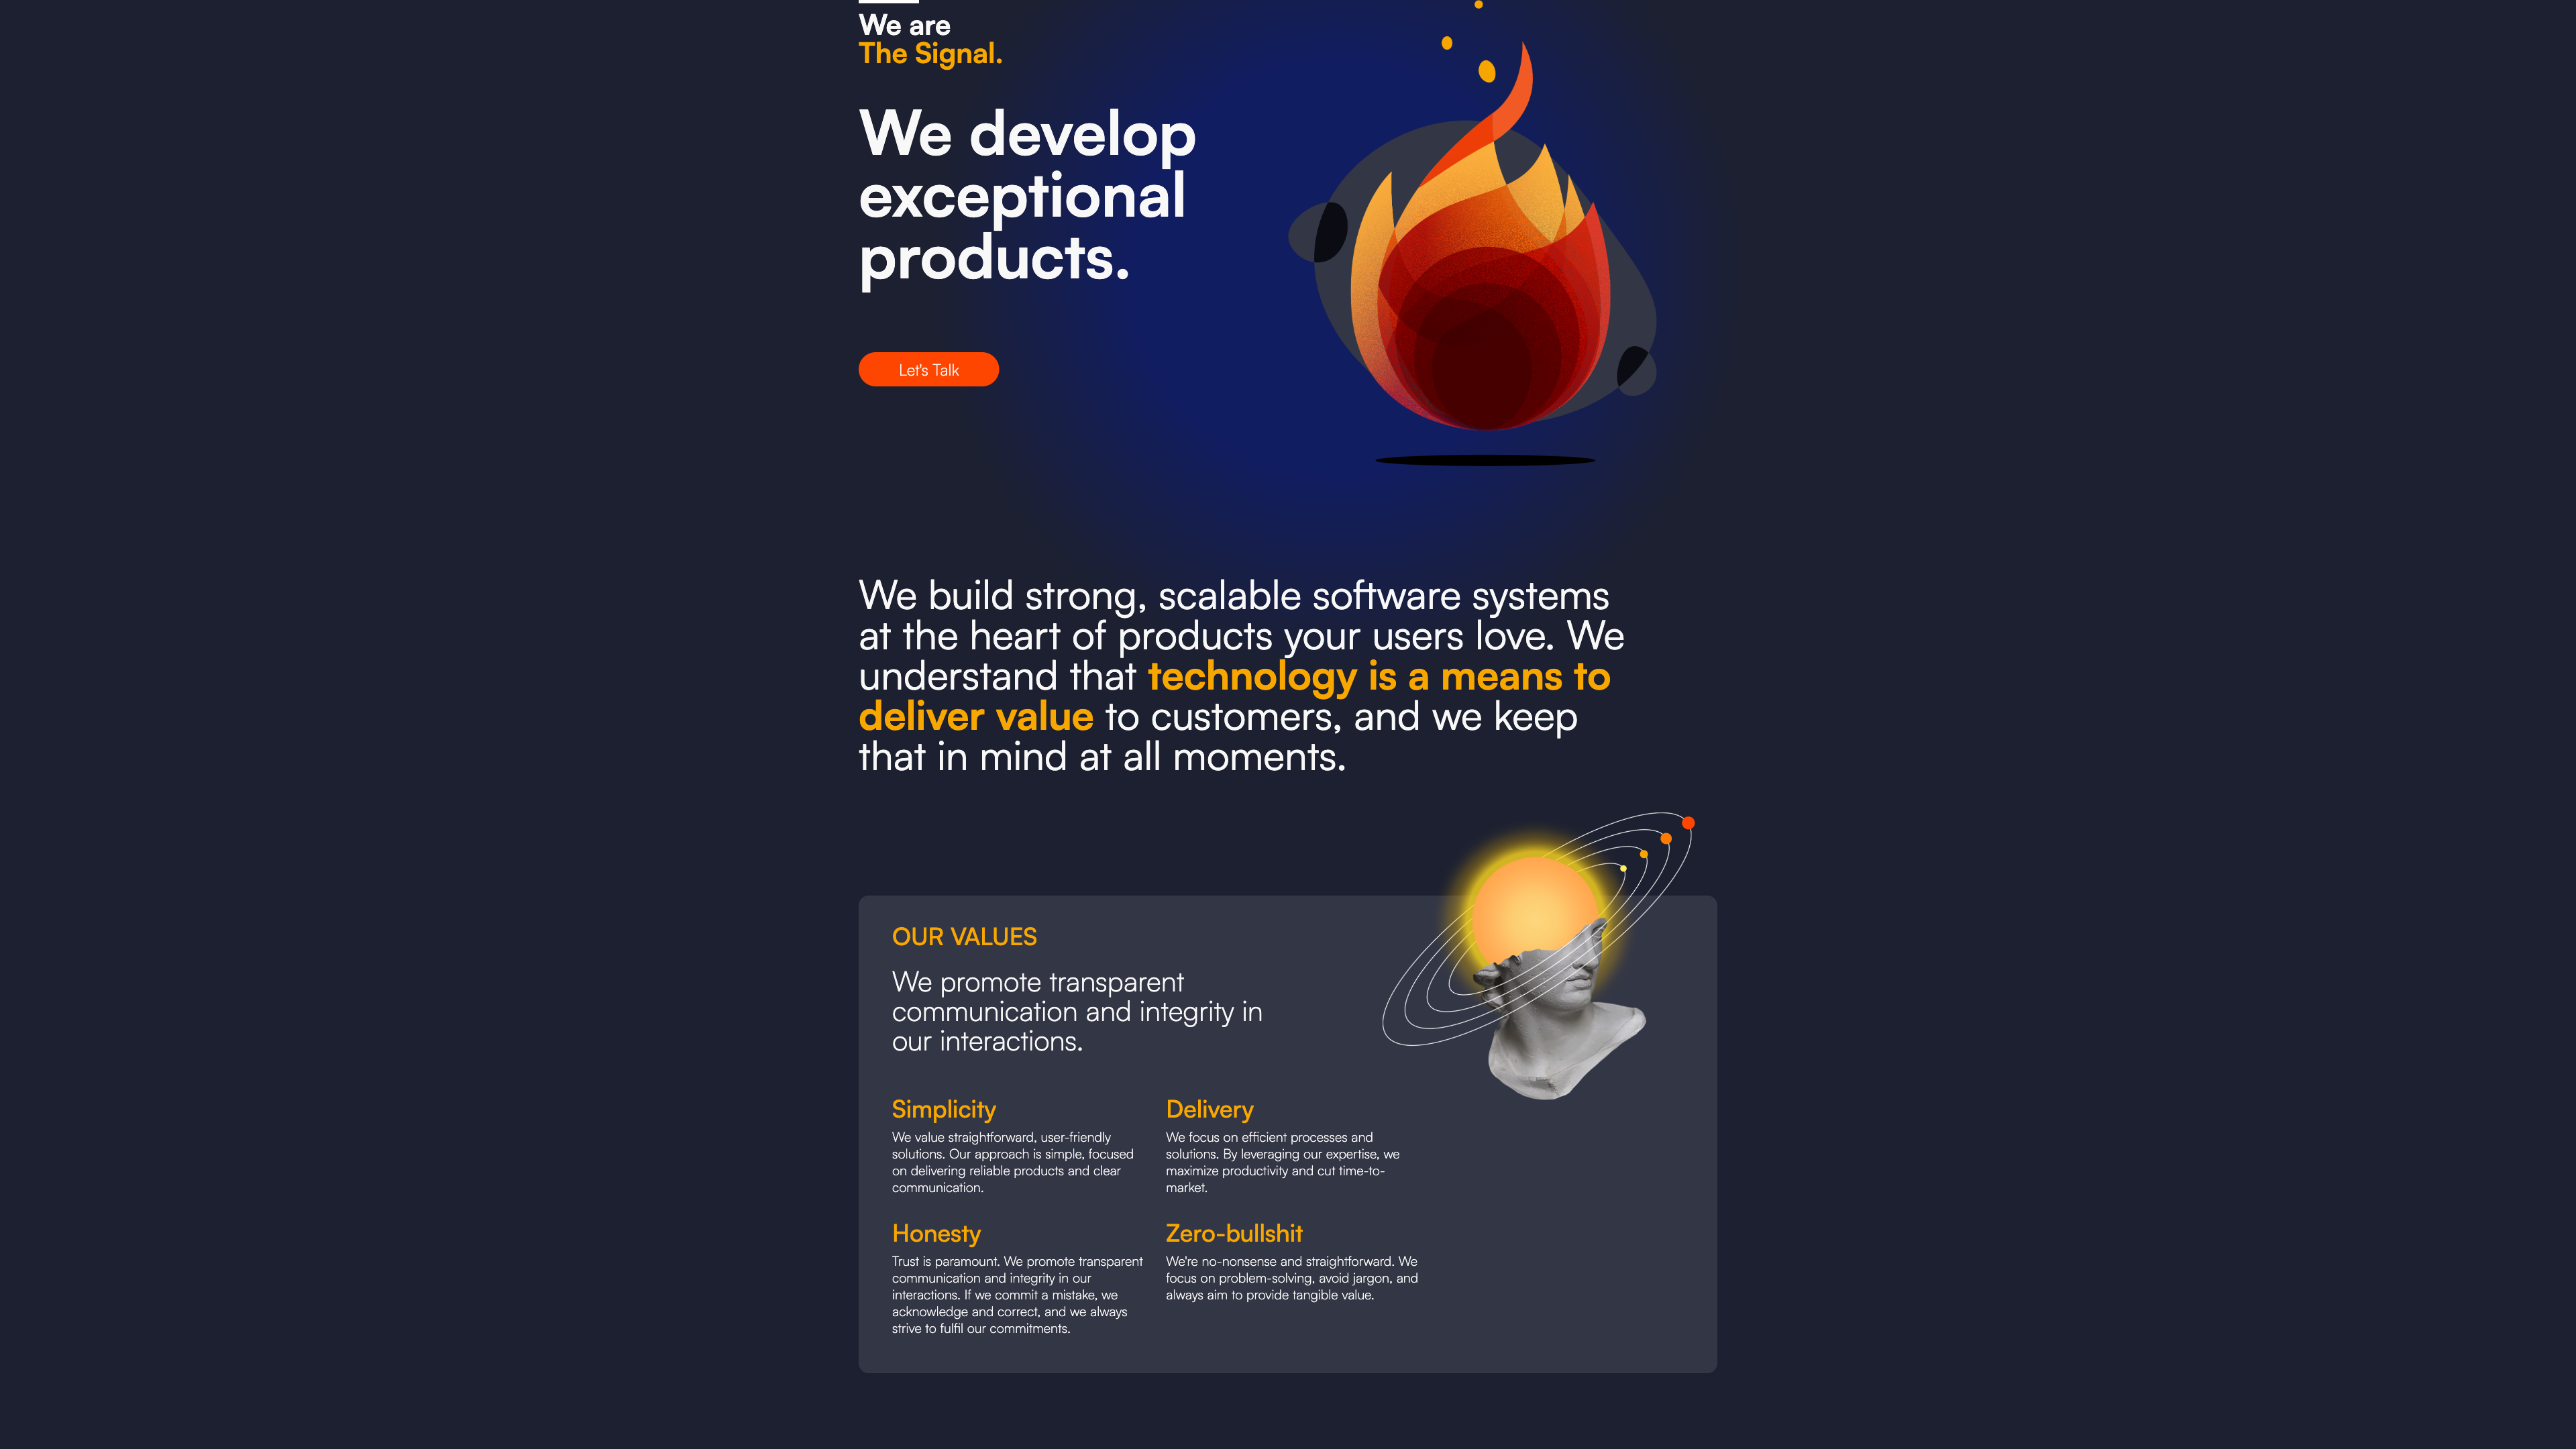 We are
The Signal.
We develop
exceptional
products.
Let's Talk
We build strong, scalable software systems
at the heart of products your users love. We
understand that technology is a means to
deliver value to customers, and we keep
that in mind at all moments.
OUR VALUES
We promote transparent
communication and integrity in
our interactions.
Simplicity
We value straightforward, user-friendly
solutions. Our approach is simple, focused
on delivering reliable products and clear
communication.
Delivery
We focus on efficient processes and
solutions. By leveraging our expertise, we
maximize productivity and cut time-to-
market.
Honesty
Trust is paramount. We promote transparent
communication and integrity in our
interactions. If we commit a mistake, we
acknowledge and correct, and we always
strive to fulfil our commitments.
Zero-bullshit
We're no-nonsense and straightforward. We
focus on problem-solving, avoid jargon, and
always aim to provide tangible value.